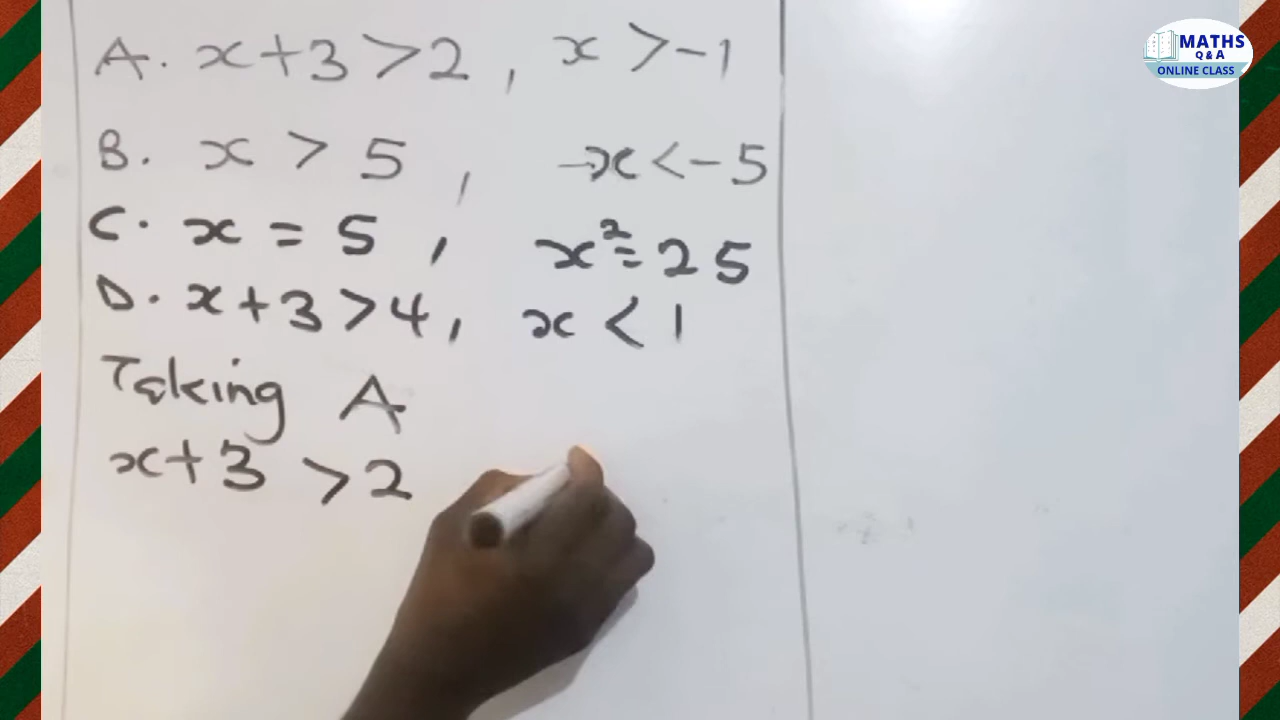 A. x+3>2, x>-1
MATHS
Q & A
ONLINE CLASS
B. x > 5, -x<-5
C. x = 5, x²=25
D. x+3>4, x < 1
Taking A
x+3 >2